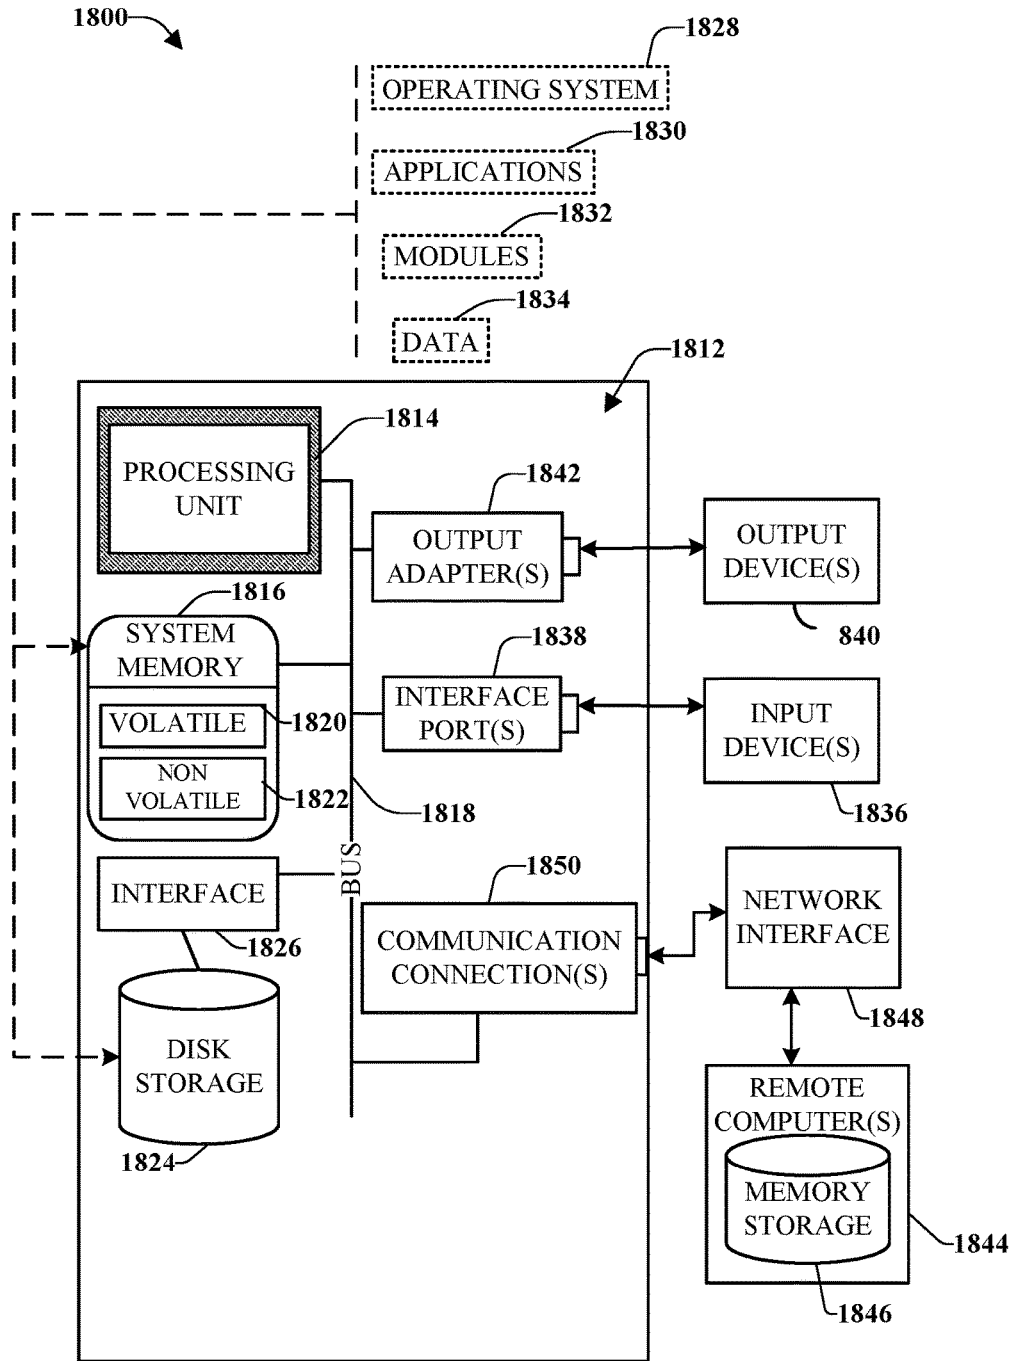 1800
1828
OPERATING SYSTEM
1830
APPLICATIONS
1832
MODULES
1834
DATA
1812
1814
PROCESSING
UNIT
1842
OUTPUT
ADAPTER(S)
OUTPUT
DEVICE(S)
840
1816
SYSTEM
MEMORY
VOLATILE
1820
NON
VOLATILE
1822
1838
INTERFACE
PORT(S)
INPUT
DEVICE(S)
1836
1818
BUS
INTERFACE
1826
1850
COMMUNICATION
CONNECTION(S)
NETWORK
INTERFACE
1848
DISK
STORAGE
1824
REMOTE
COMPUTER(S)
MEMORY
STORAGE
1844
1846